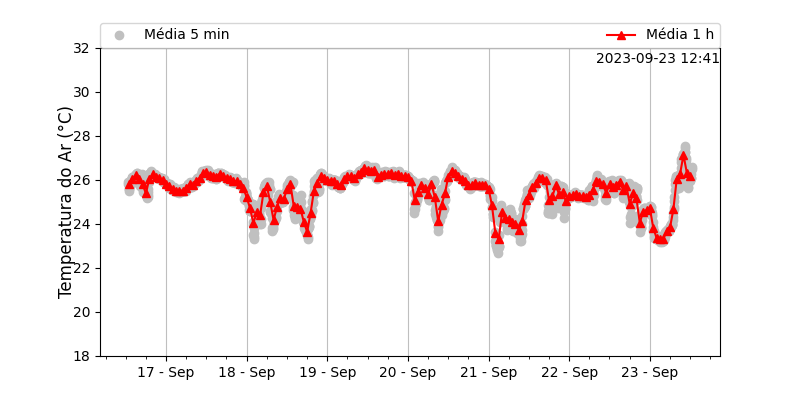 Média 5 min
Média 1 h
2023-09-23 12:41
Temperatura do Ar (°C)
32
30
28
26
24
22
20
18
17 - Sep
18 - Sep
19 - Sep
20 - Sep
21 - Sep
22 - Sep
23 - Sep